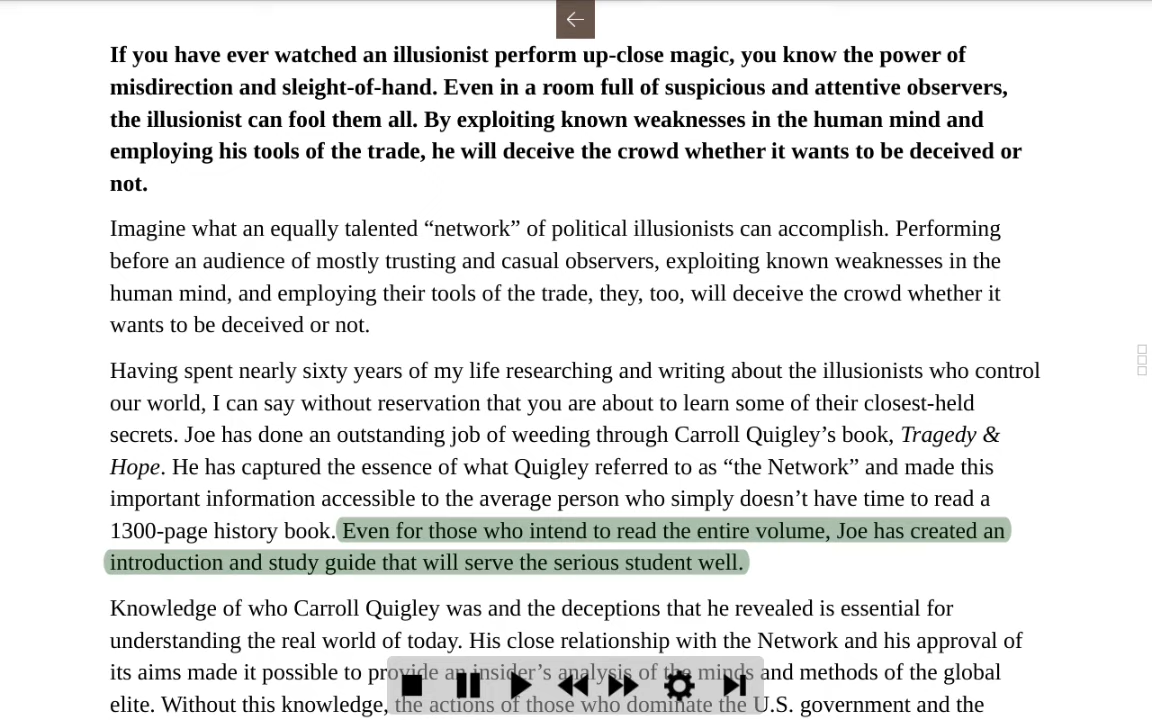 If you have ever watched an illusionist perform up-close magic, you know the power of
misdirection and sleight-of-hand. Even in a room full of suspicious and attentive observers,
the illusionist can fool them all. By exploiting known weaknesses in the human mind and
employing his tools of the trade, he will deceive the crowd whether it wants to be deceived or
not.
Imagine what an equally talented “network” of political illusionists can accomplish. Performing
before an audience of mostly trusting and casual observers, exploiting known weaknesses in the
human mind, and employing their tools of the trade, they, too, will deceive the crowd whether it
wants to be deceived or not.
Having spent nearly sixty years of my life researching and writing about the illusionists who control
our world, I can say without reservation that you are about to learn some of their closest-held
secrets. Joe has done an outstanding job of weeding through Carroll Quigley’s book, Tragedy &
Hope. He has captured the essence of what Quigley referred to as “the Network” and made this
important information accessible to the average person who simply doesn’t have time to read a
1300-page history book. Even for those who intend to read the entire volume, Joe has created an
introduction and study guide that will serve the serious student well.
Knowledge of who Carroll Quigley was and the deceptions that he revealed is essential for
understanding the real world of today. His close relationship with the Network and his approval of
its aims made it possible to provide an insider’s analysis of the minds and methods of the global
elite. Without this knowledge, the actions of those who dominate the U.S. government and the